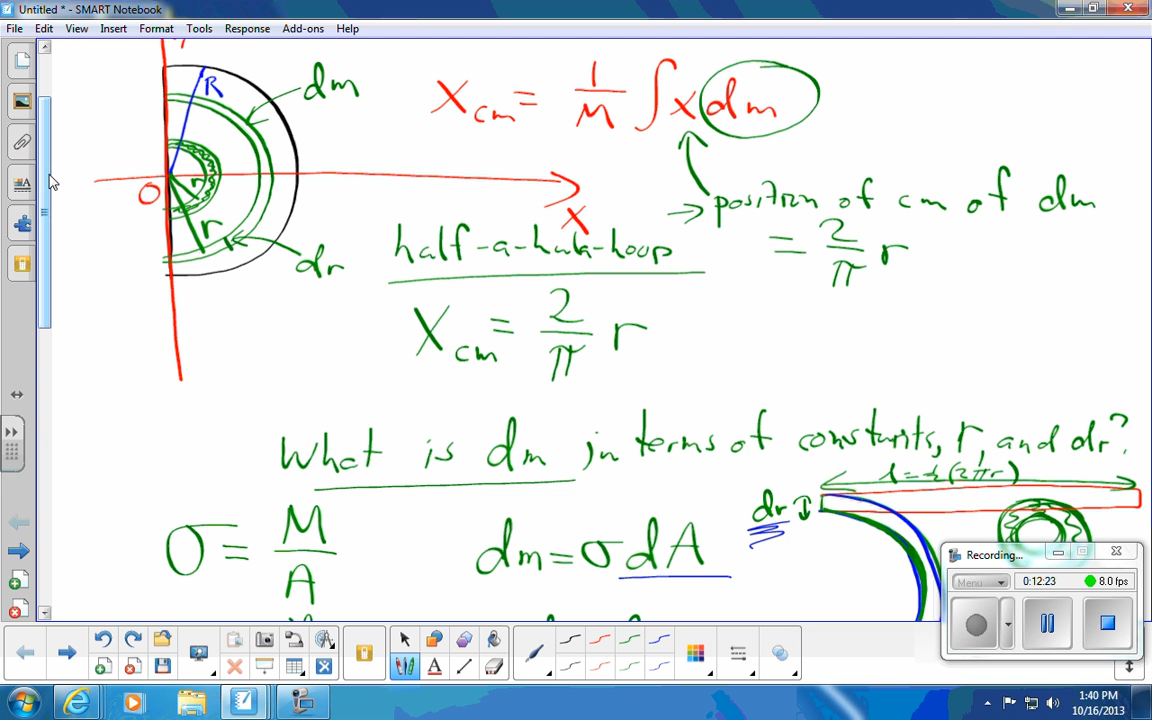 Untitled * - SMART Notebook
File Edit View Insert Format Tools Response Add-ons Help
R
dm
X cm = 1/M ∫ x dm
O
r
r
X
→ position of cm of dm
= 2/π r
dr
half-a-hula-hoop
X cm = 2/π r
What is dm in terms of constants, r, and dr?
σ = M/A
dm = σ dA
dr
Recording...
Menu
0:12:23
8.0 fps
A
1:40 PM
10/16/2013